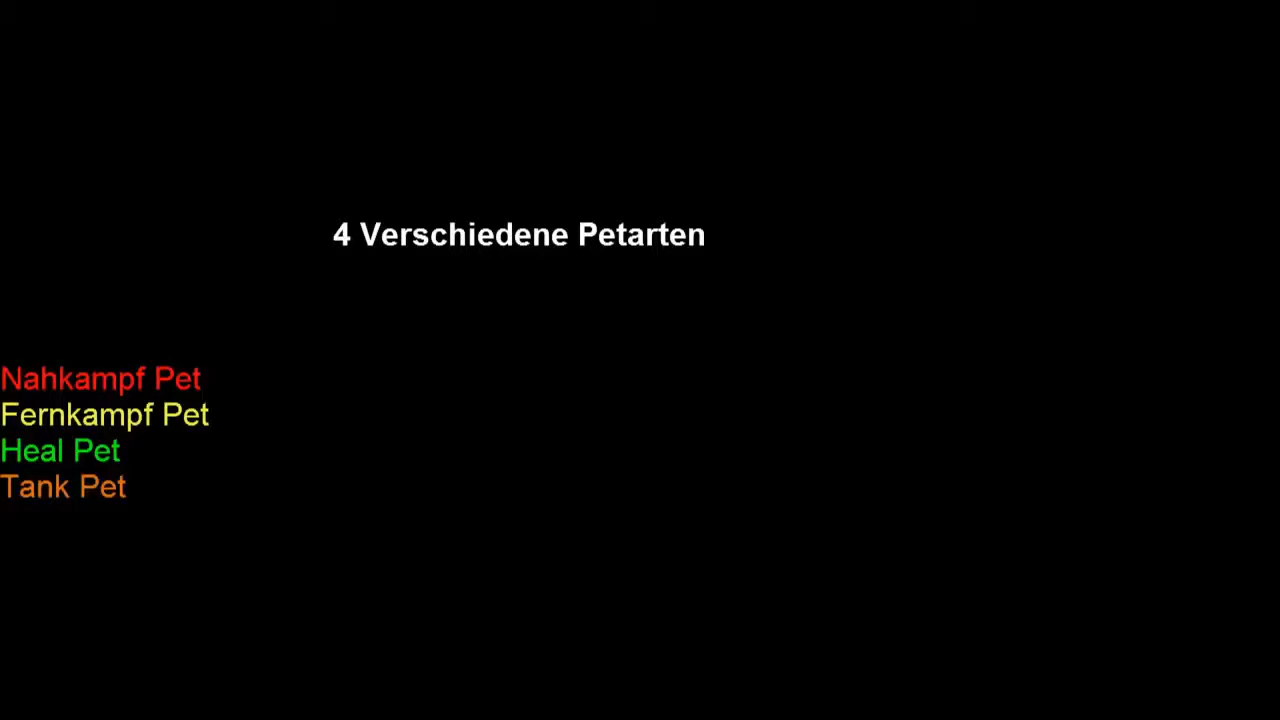 4 Verschiedene Petarten
Nahkampf Pet
Fernkampf Pet
Heal Pet
Tank Pet